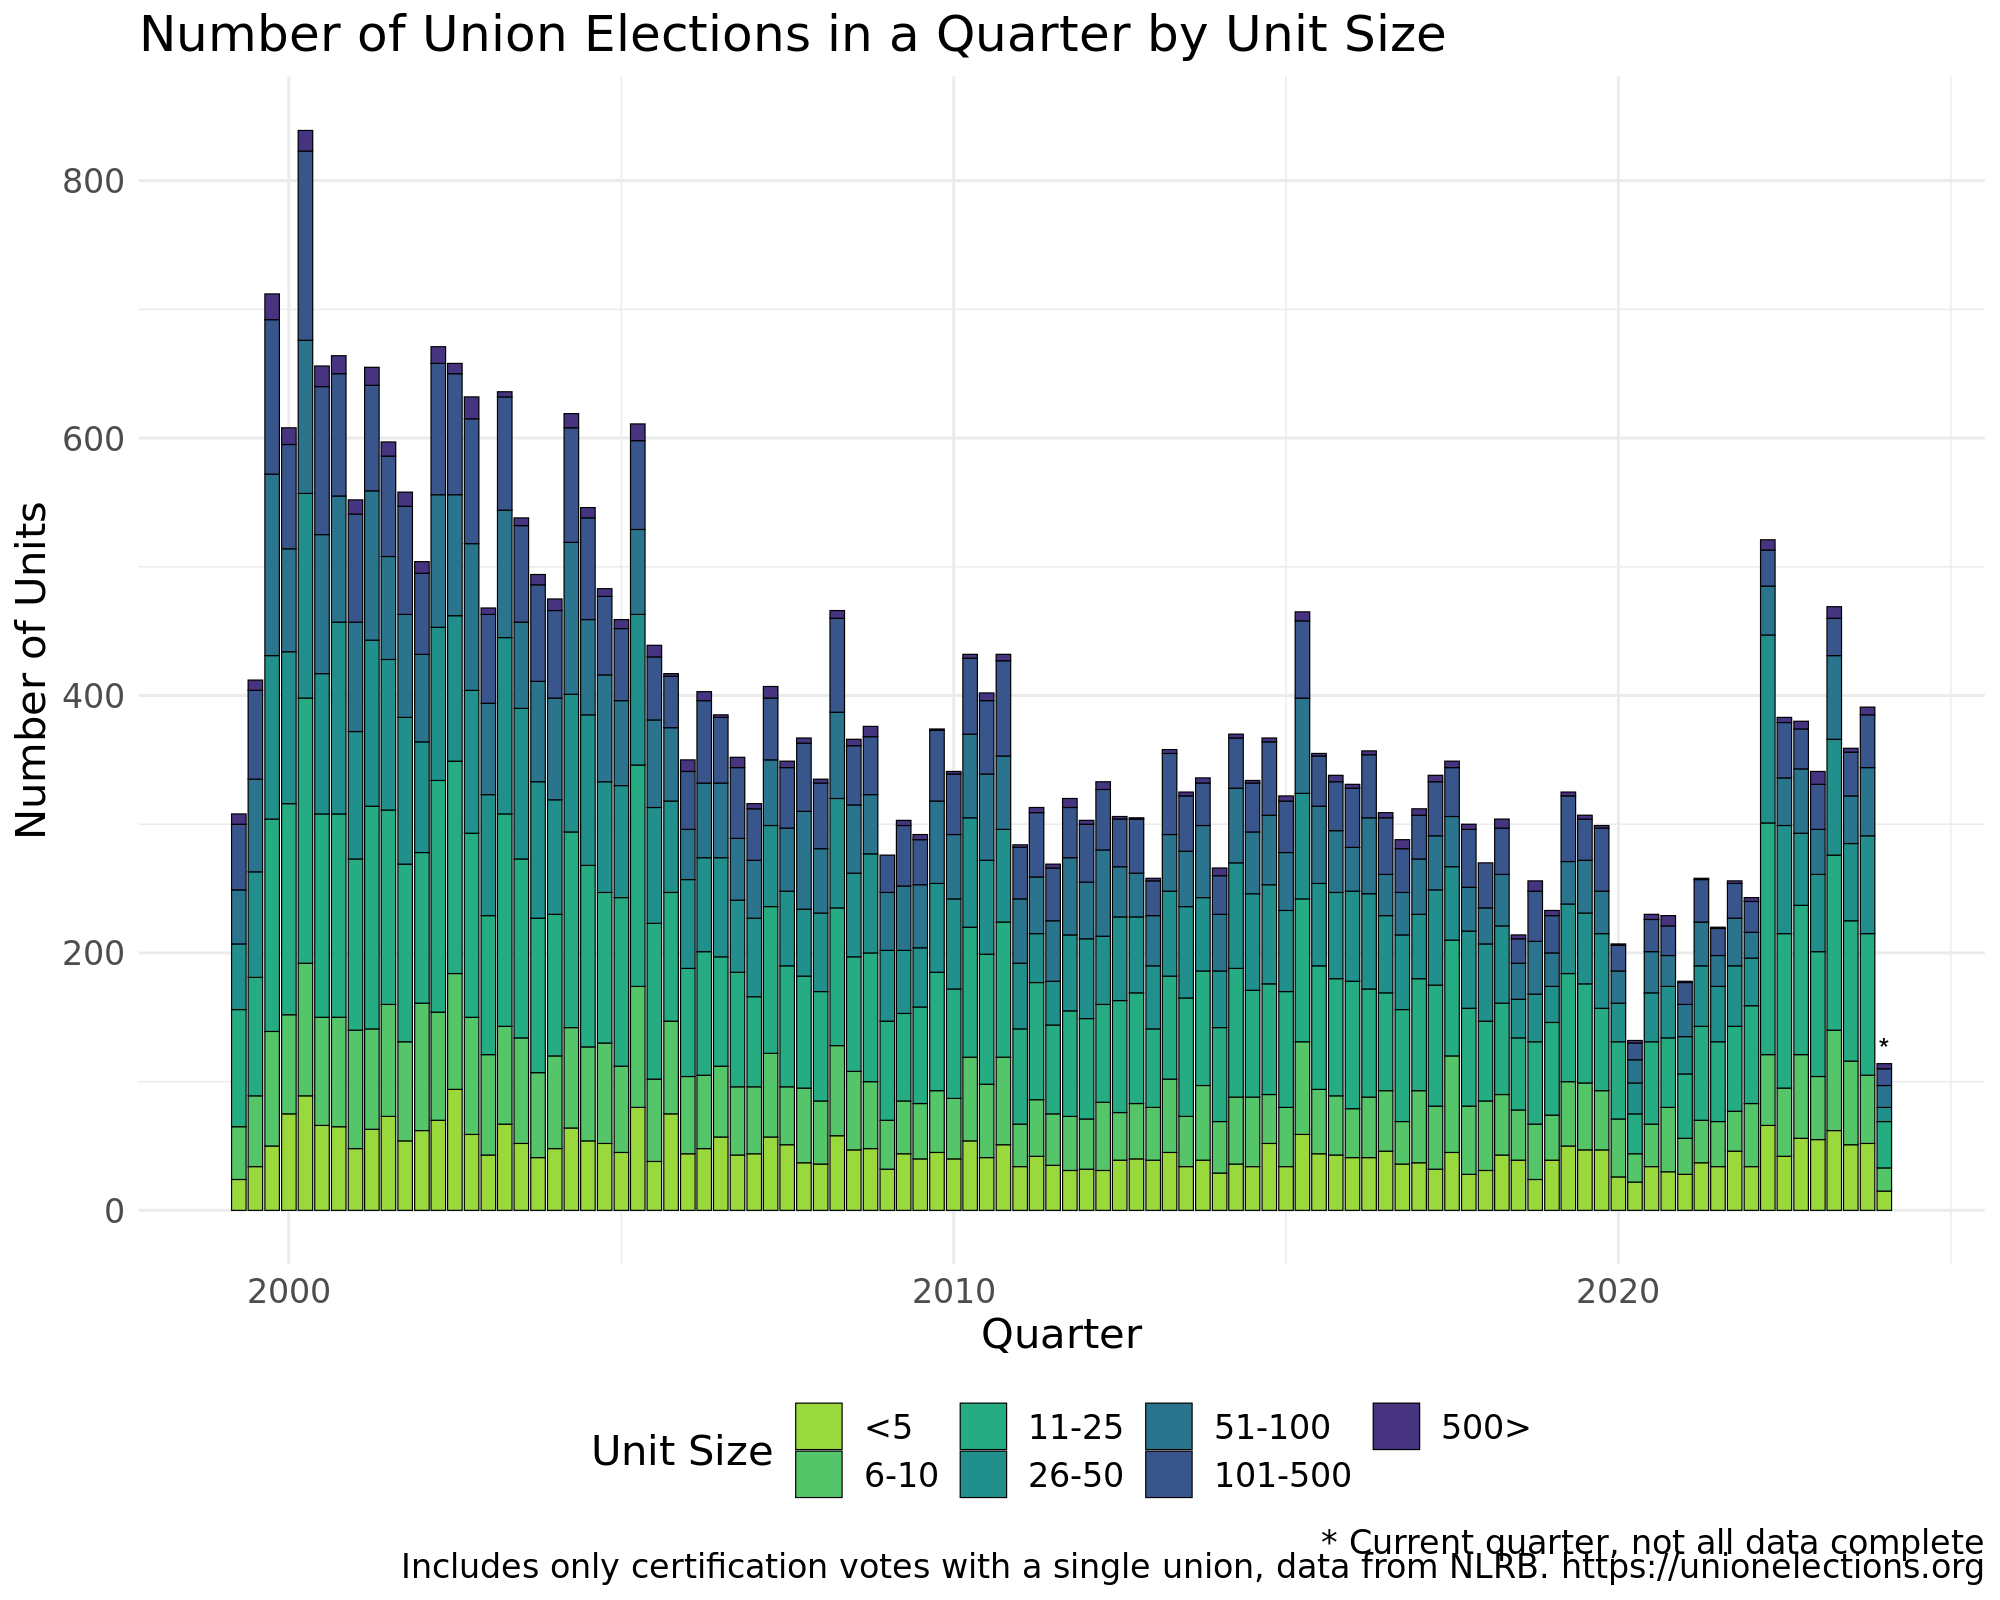 Number of Union Elections in a Quarter by Unit Size
Number of Units
800
600
400
200
0
*
2000 2010 2020
Quarter
Unit Size
<5 11-25 51-100 500>
6-10 26-50 101-500
* Current quarter, not all data complete
Includes only certification votes with a single union, data from NLRB. https://unionelections.org